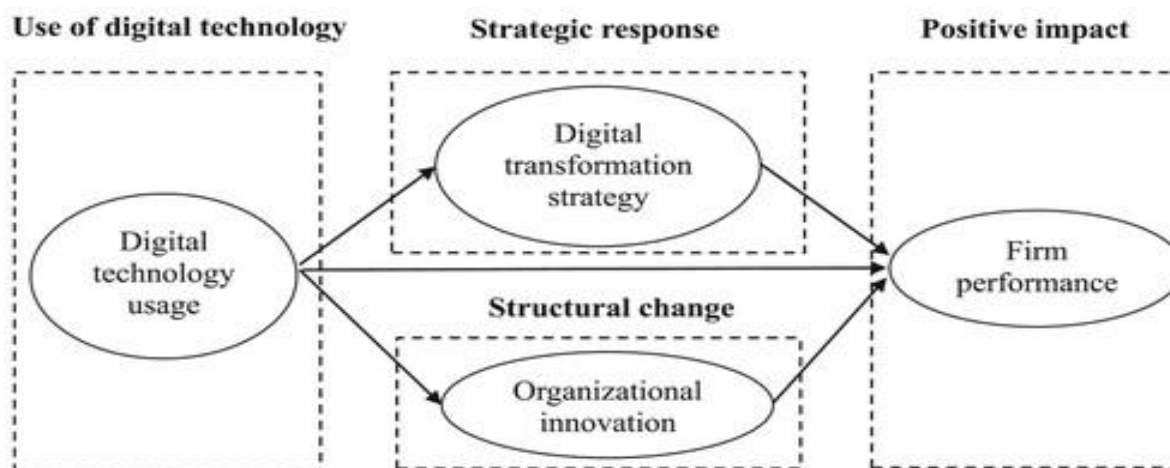 Use of digital technology
Strategic response
Positive impact
Digital
transformation
strategy
Digital
technology
usage
Firm
performance
Structural change
Organizational
innovation